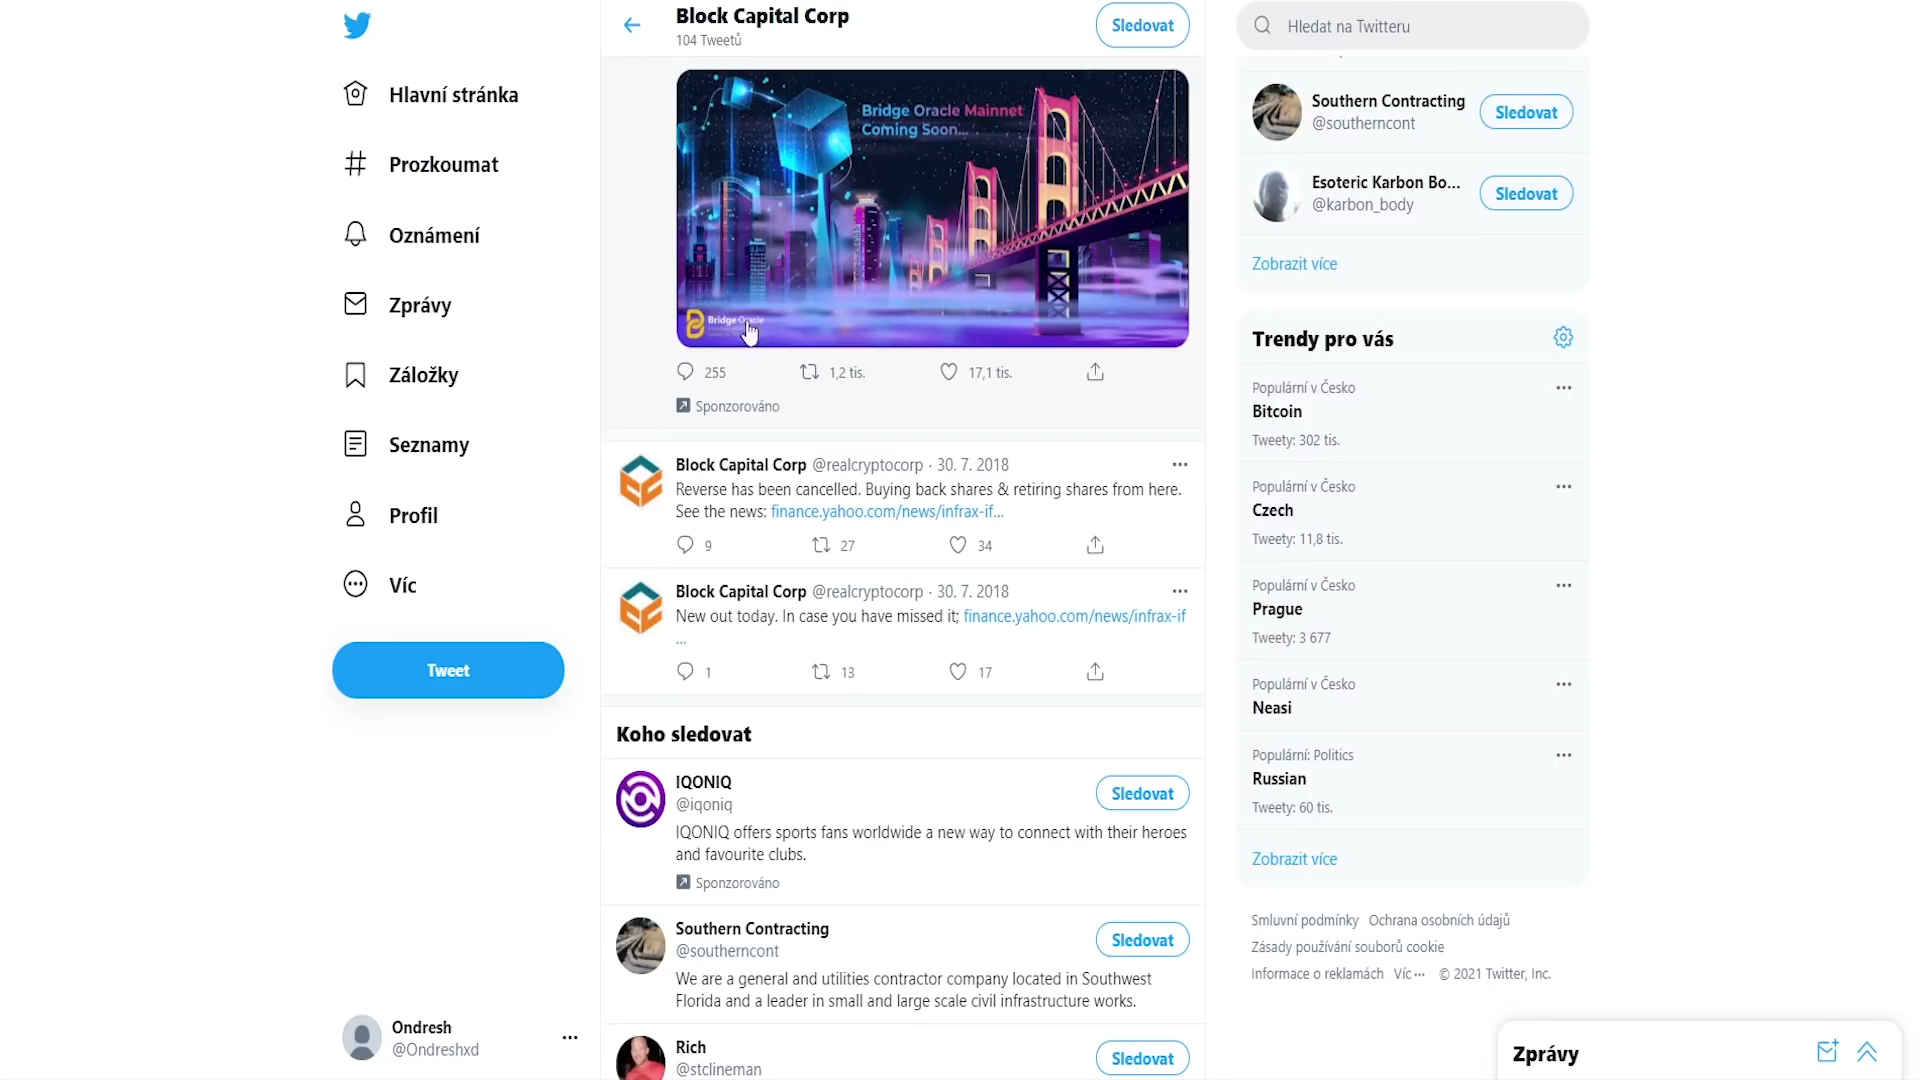 Hlavní stránka
Prozkoumat
Oznámení
Zprávy
Záložky
Seznamy
Profil
Víc
Tweet
Ondresh
@Ondreshxd
Block Capital Corp
104 Tweetů
Sledovat
Bridge Oracle Mainnet
Coming Soon...
Bridge Oracle
255
1,2 tis.
17,1 tis.
Sponzorováno
Block Capital Corp @realcryptocorp · 30. 7. 2018
Reverse has been cancelled. Buying back shares & retiring shares from here.
See the news: finance.yahoo.com/news/infrax-if...
9
27
34
Block Capital Corp @realcryptocorp · 30. 7. 2018
New out today. In case you have missed it; finance.yahoo.com/news/infrax-if
...
1
13
17
Koho sledovat
IQONIQ
@iqoniq
Sledovat
IQONIQ offers sports fans worldwide a new way to connect with their heroes
and favourite clubs.
Sponzorováno
Southern Contracting
@southerncont
Sledovat
We are a general and utilities contractor company located in Southwest
Florida and a leader in small and large scale civil infrastructure works.
Rich
@stclineman
Sledovat
Hledat na Twitteru
Southern Contracting
@southerncont
Sledovat
Esoteric Karbon Bo...
@karbon_body
Sledovat
Zobrazit více
Trendy pro vás
Populární v Česko
Bitcoin
Tweety: 302 tis.
Populární v Česko
Czech
Tweety: 11,8 tis.
Populární v Česko
Prague
Tweety: 3 677
Populární v Česko
Neasi
Populární: Politics
Russian
Tweety: 60 tis.
Zobrazit více
Smluvní podmínky Ochrana osobních údajů
Zásady používání souborů cookie
Informace o reklamách Víc ··· © 2021 Twitter, Inc.
Zprávy